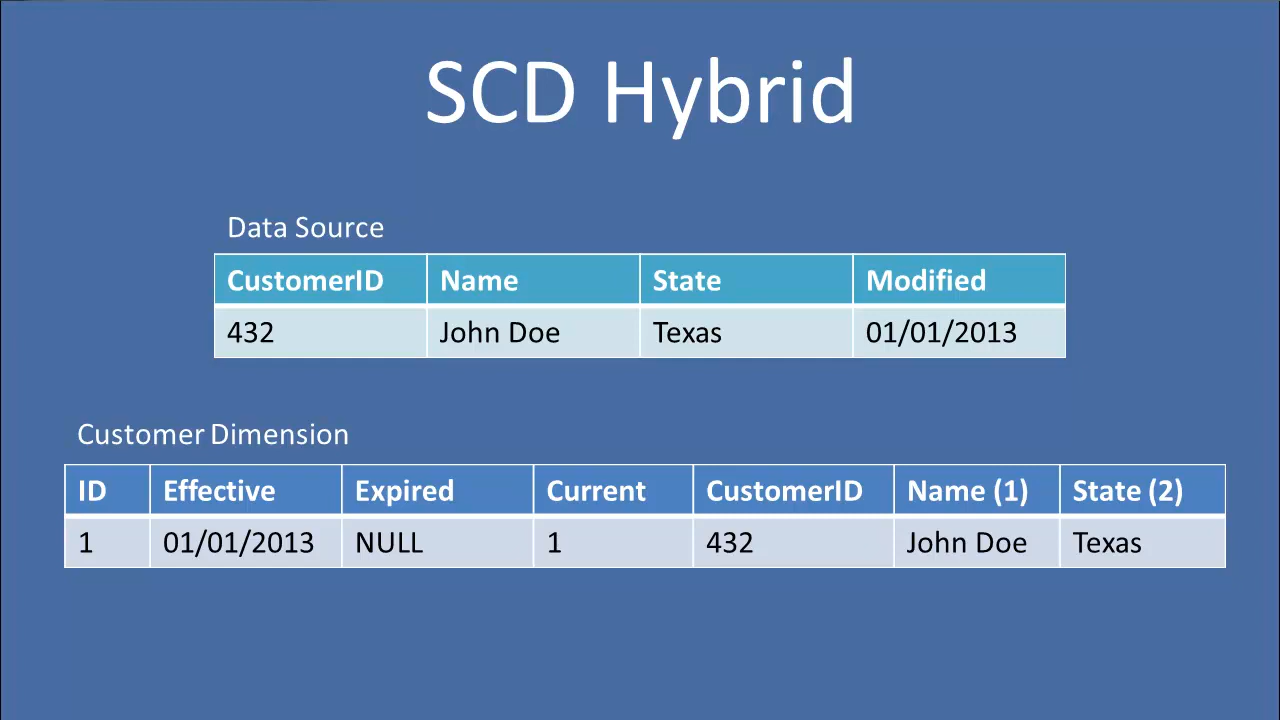 SCD Hybrid
Data Source
CustomerID Name State Modified
432 John Doe Texas 01/01/2013
Customer Dimension
ID Effective Expired Current CustomerID Name (1) State (2)
1 01/01/2013 NULL 1 432 John Doe Texas